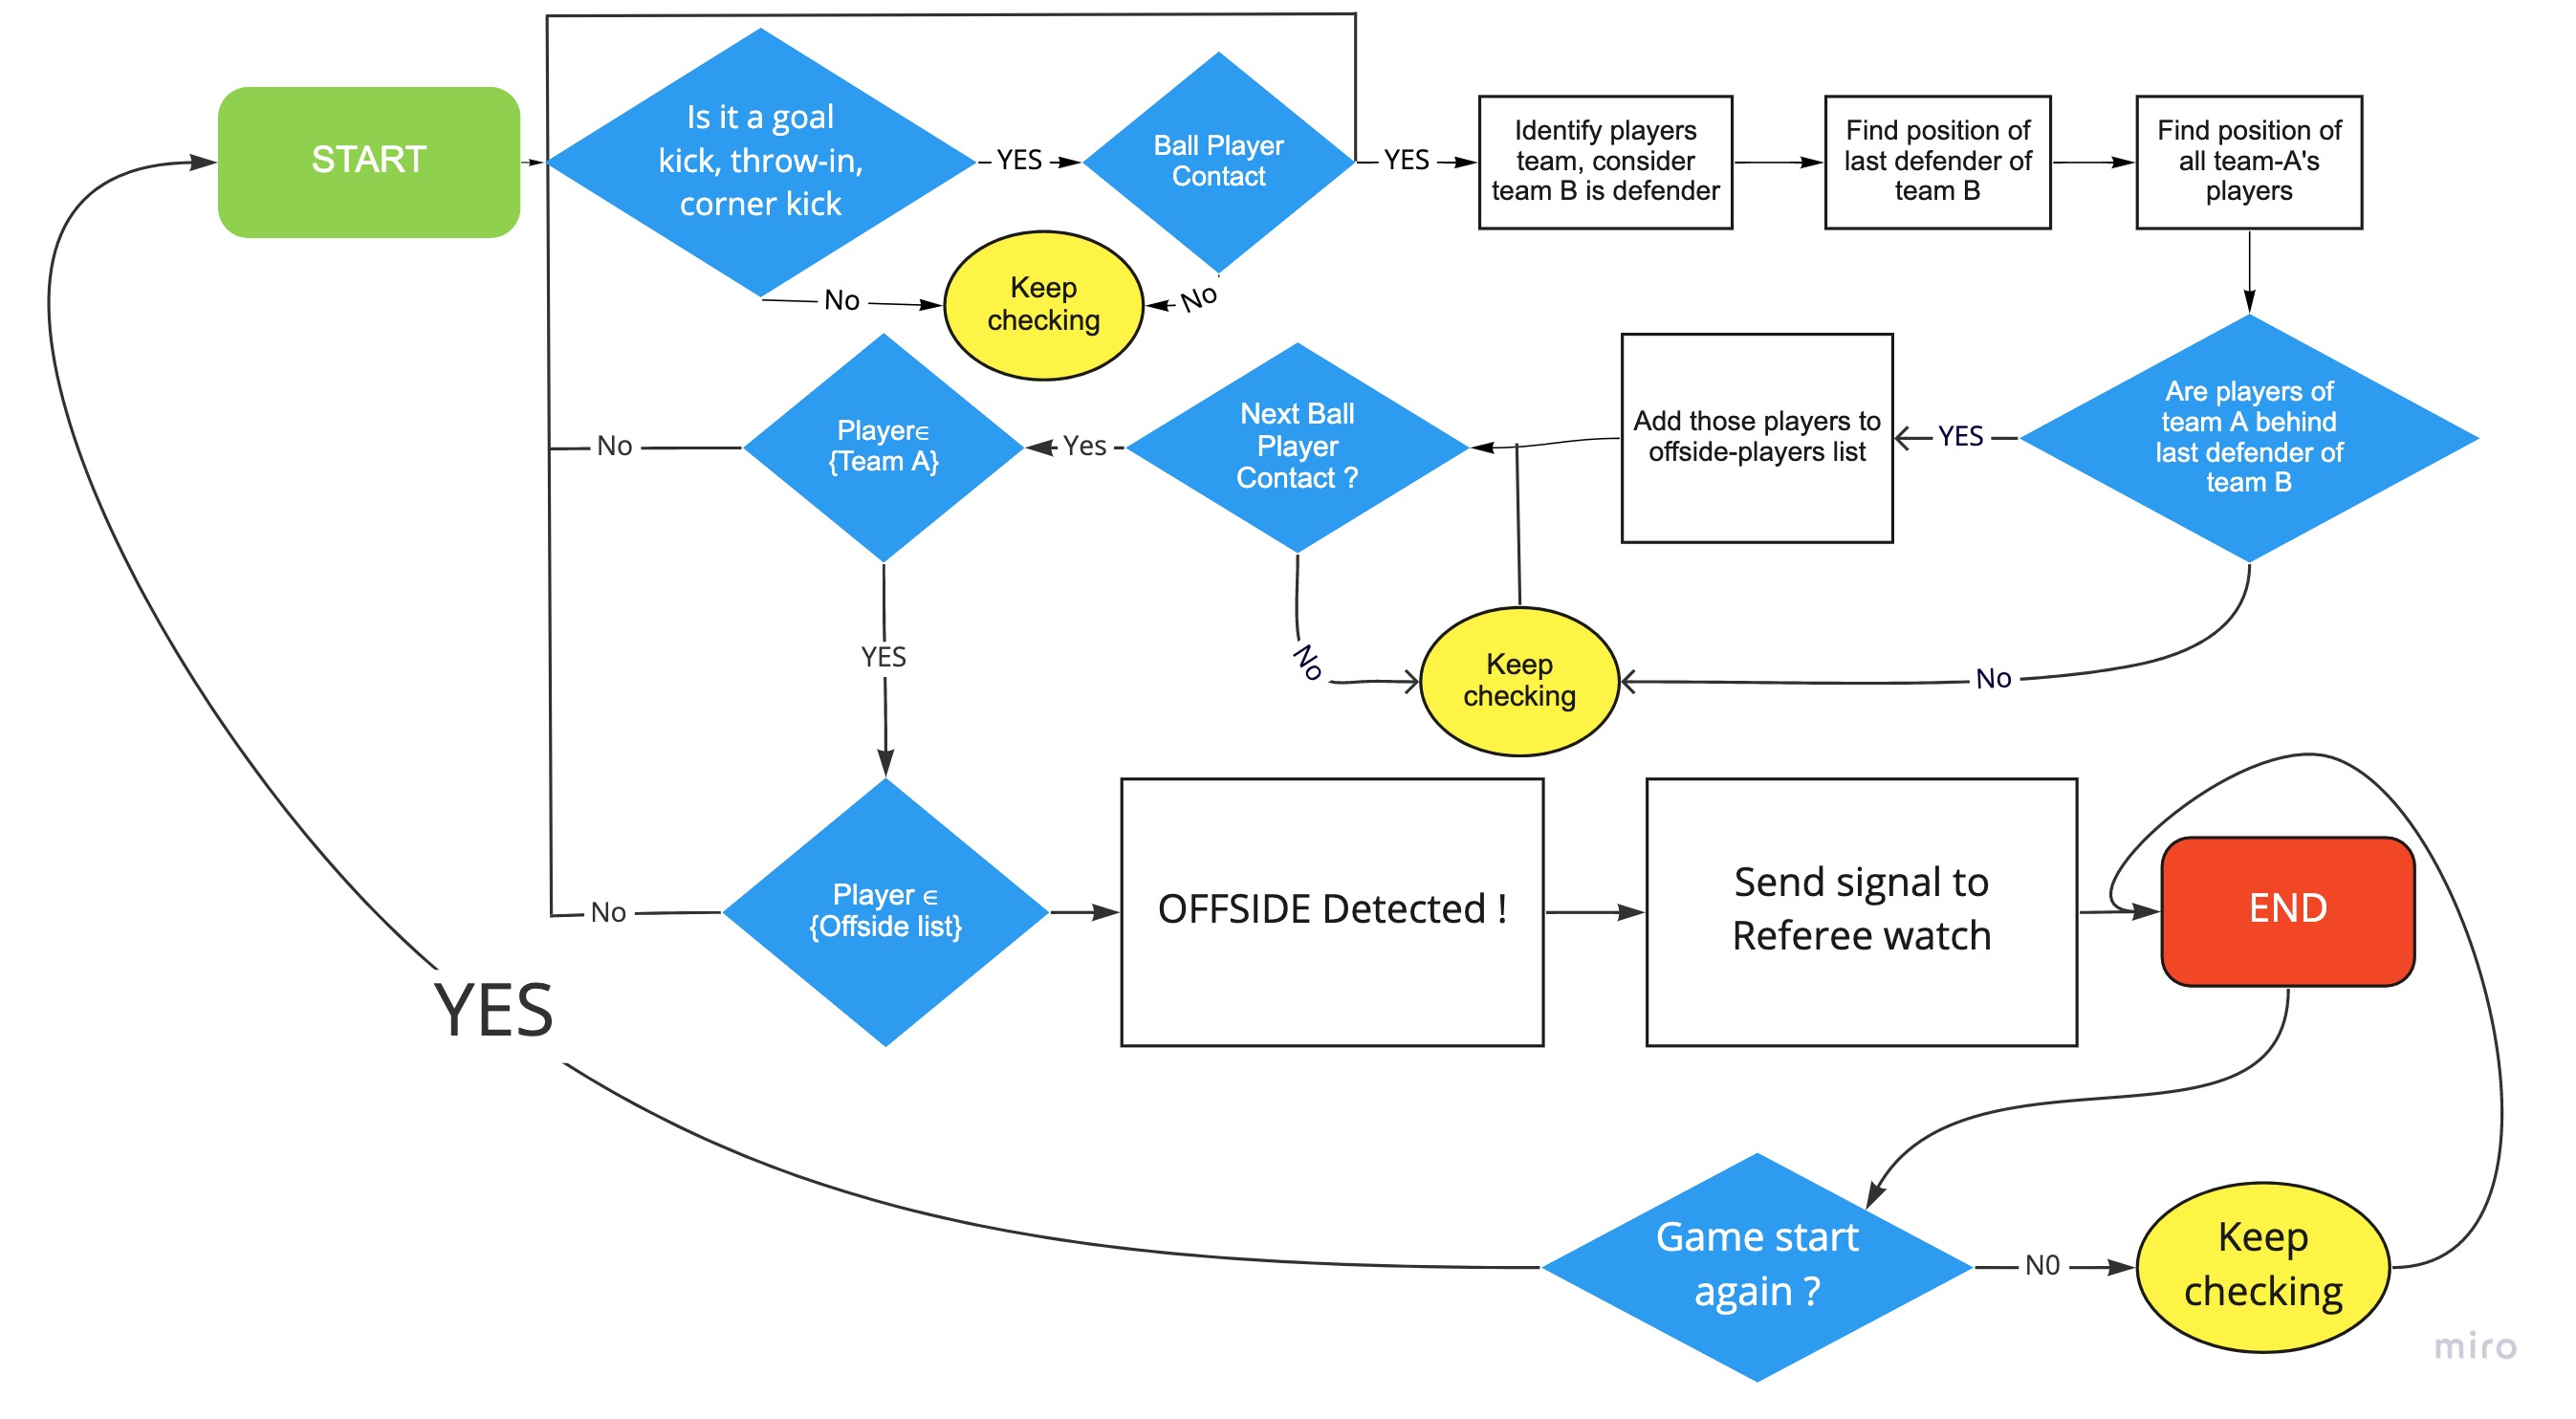 START
Is it a goal
kick, throw-in,
corner kick
YES
Ball Player
Contact
YES
Identify players
team, consider
team B is defender
Find position of
last defender of
team B
Find position of
all team-A's
players
No
Keep
checking
No
Are players of
team A behind
last defender of
team B
YES
Add those players to
offside-players list
Next Ball
Player
Contact ?
Yes
Player∈
{Team A}
No
YES
No
Keep
checking
No
Player ∈
{Offside list}
No
OFFSIDE Detected !
Send signal to
Referee watch
END
YES
Game start
again ?
N0
Keep
checking
miro